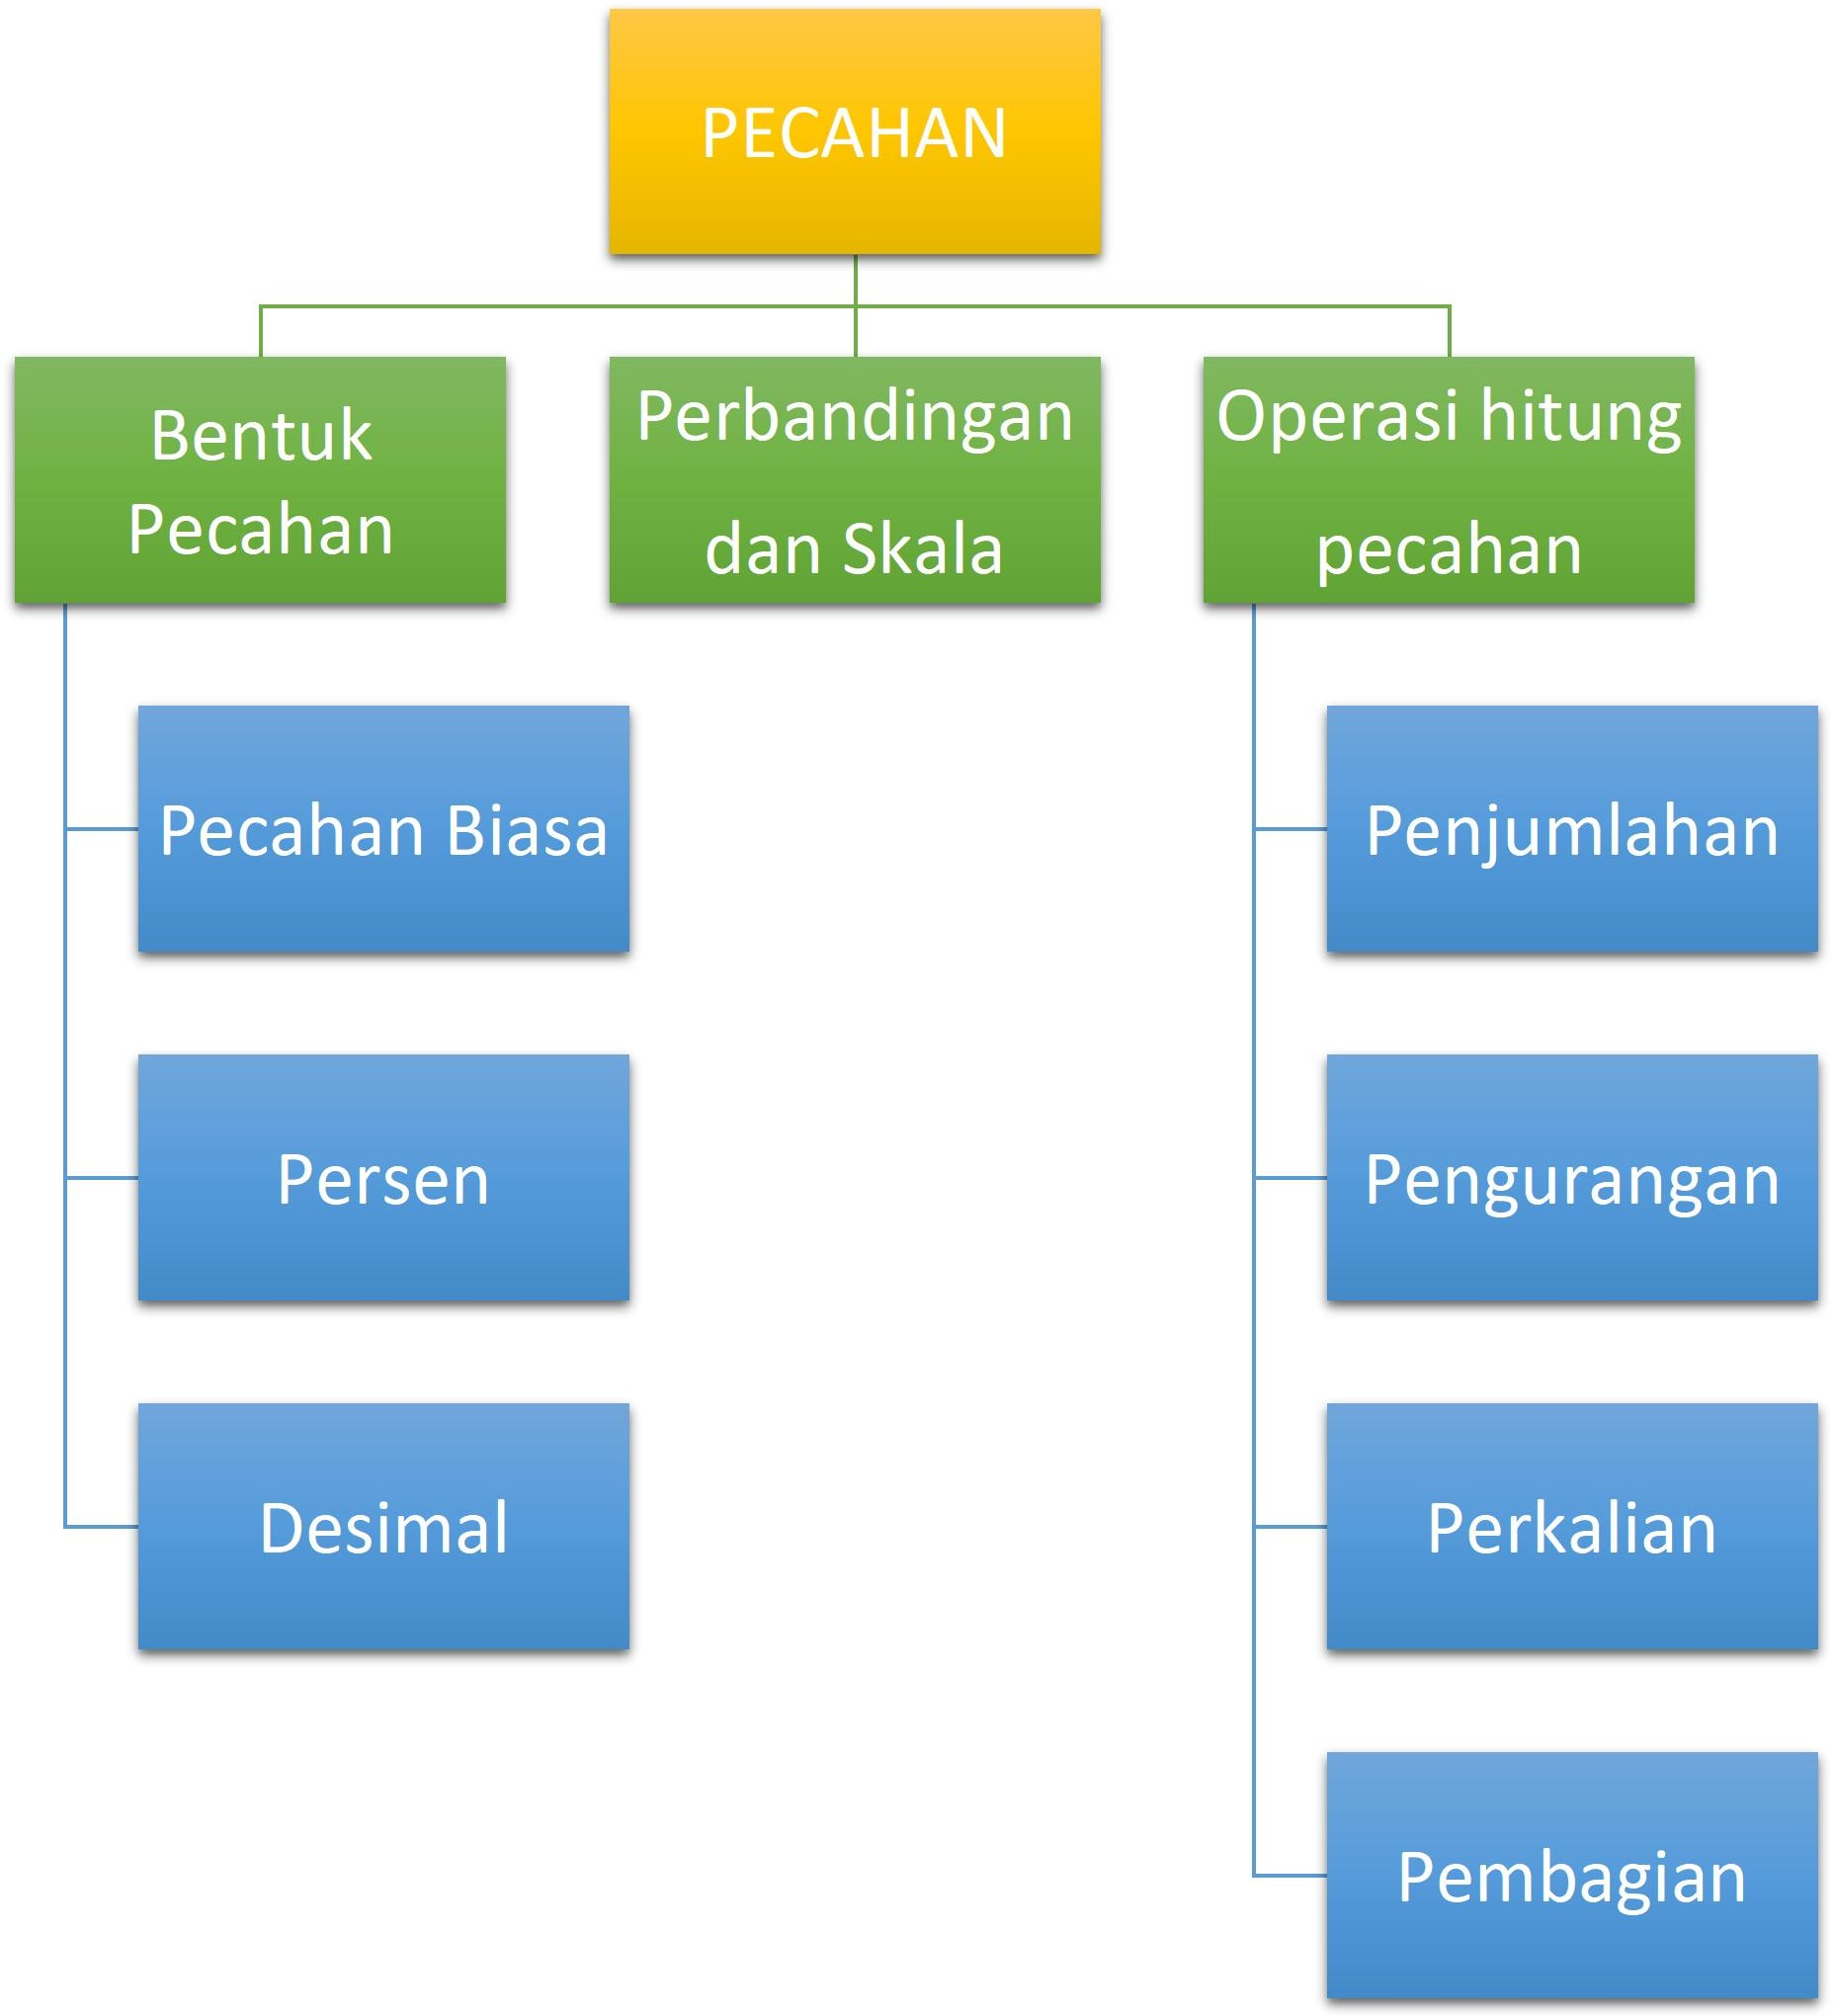 PECAHAN
Bentuk
Pecahan
Perbandingan
dan Skala
Operasi hitung
pecahan
Pecahan Biasa
Persen
Desimal
Penjumlahan
Pengurangan
Perkalian
Pembagian